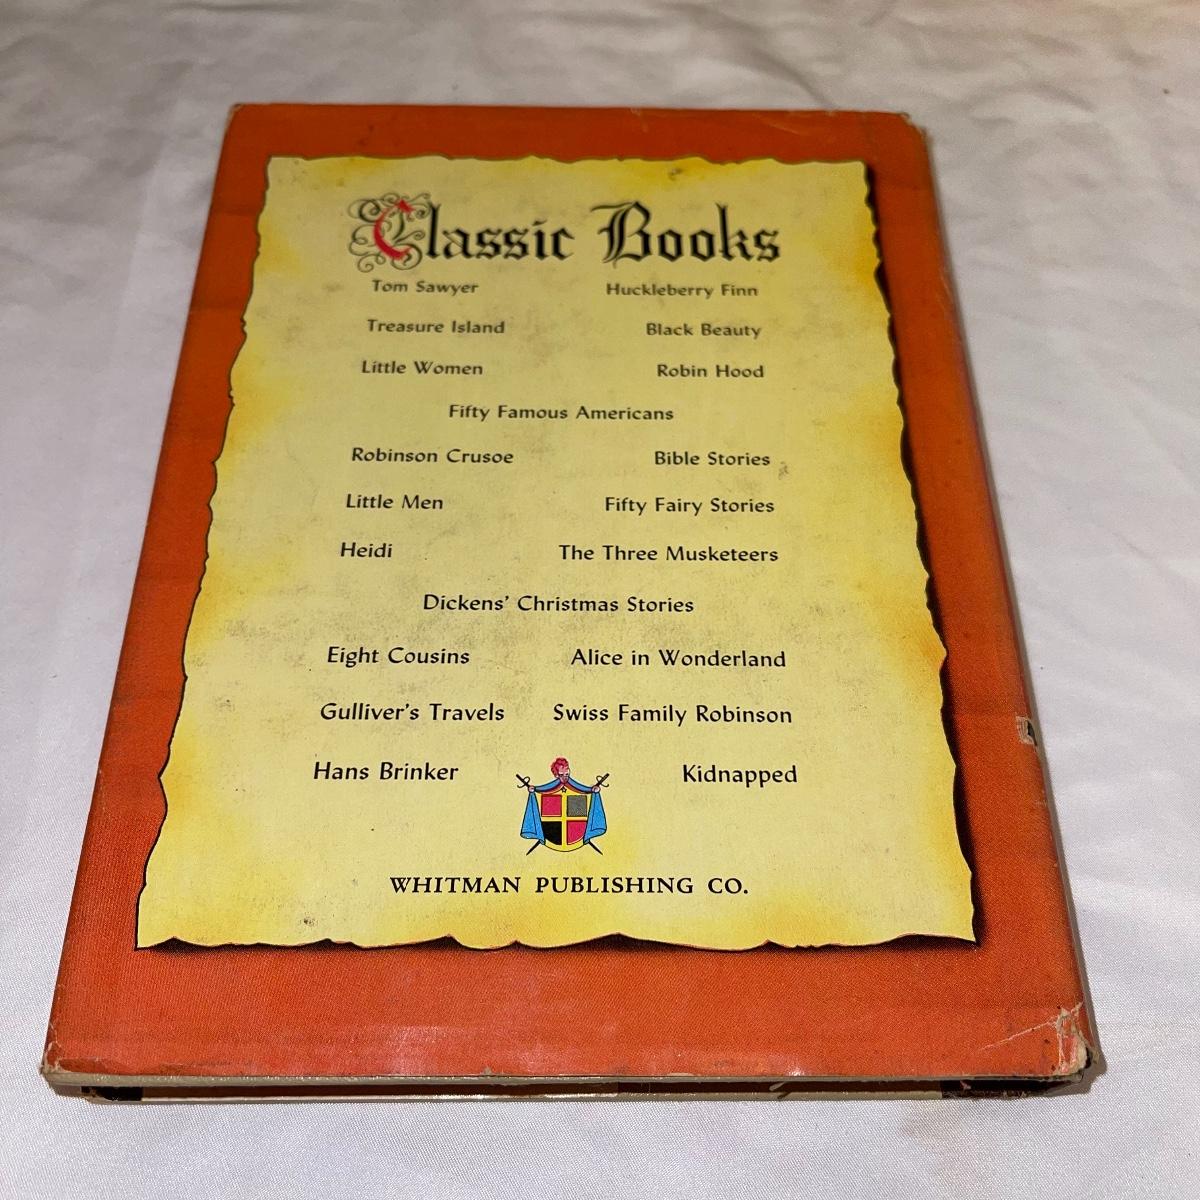 Classic Books
Tom Sawyer Huckleberry Finn
Treasure Island Black Beauty
Little Women Robin Hood
Fifty Famous Americans
Robinson Crusoe Bible Stories
Little Men Fifty Fairy Stories
Heidi The Three Musketeers
Dickens' Christmas Stories
Eight Cousins Alice in Wonderland
Gulliver's Travels Swiss Family Robinson
Hans Brinker Kidnapped
WHITMAN PUBLISHING CO.